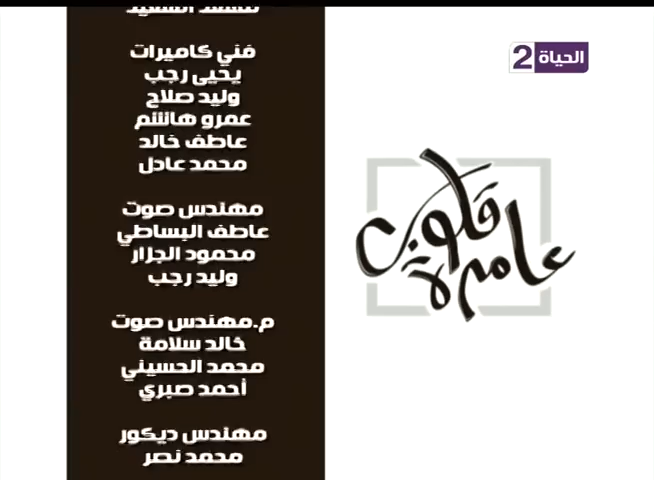 فني كاميرات
يحيى رجب
وليد صلاح
عمرو هاشم
عاطف خالد
محمد عادل
مهندس صوت
عاطف البساطي
محمود الجزار
وليد رجب
م.مهندس صوت
خالد سلامة
محمد الحسيني
أحمد صبري
مهندس ديكور
محمد نصر
الحياة 2
قلوب
عامرة